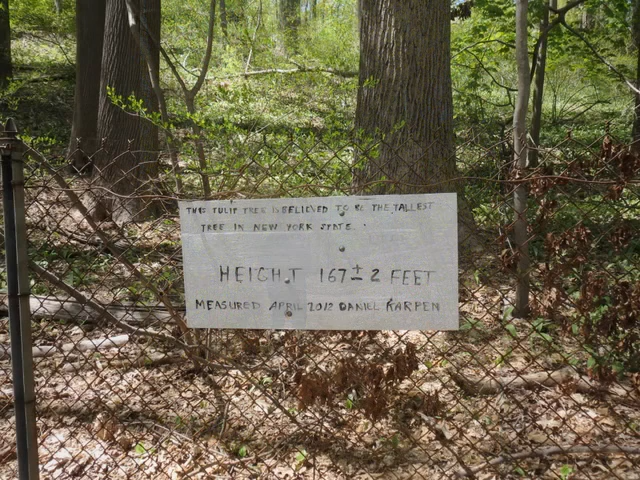 THIS TULIP TREE IS BELIEVED TO BE THE TALLEST
TREE IN NEW YORK STATE.
HEIGHT 167 ± 2 FEET
MEASURED APRIL 2012 DANIEL KARPEN